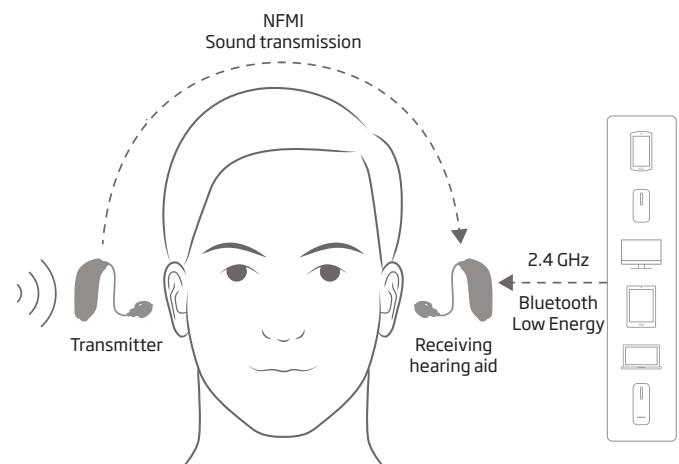 NFMI
Sound transmission
2.4 GHz
Bluetooth
Low Energy
Transmitter
Receiving
hearing aid